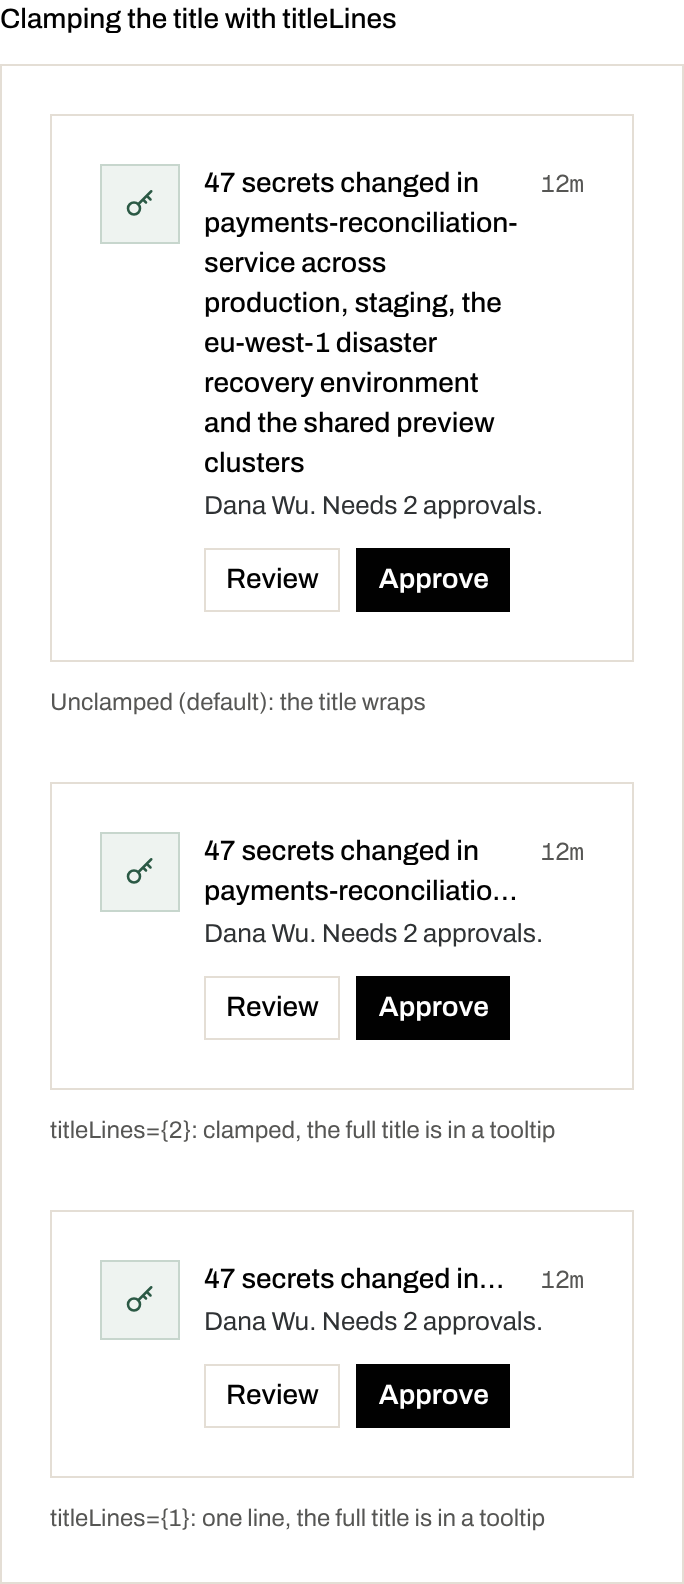 Clamping the title with titleLines
47 secrets changed in 12m
payments-reconciliation-
service across
production, staging, the
eu-west-1 disaster
recovery environment
and the shared preview
clusters
Dana Wu. Needs 2 approvals.
Review Approve
Unclamped (default): the title wraps
47 secrets changed in 12m
payments-reconciliatio…
Dana Wu. Needs 2 approvals.
Review Approve
titleLines={2}: clamped, the full title is in a tooltip
47 secrets changed in… 12m
Dana Wu. Needs 2 approvals.
Review Approve
titleLines={1}: one line, the full title is in a tooltip